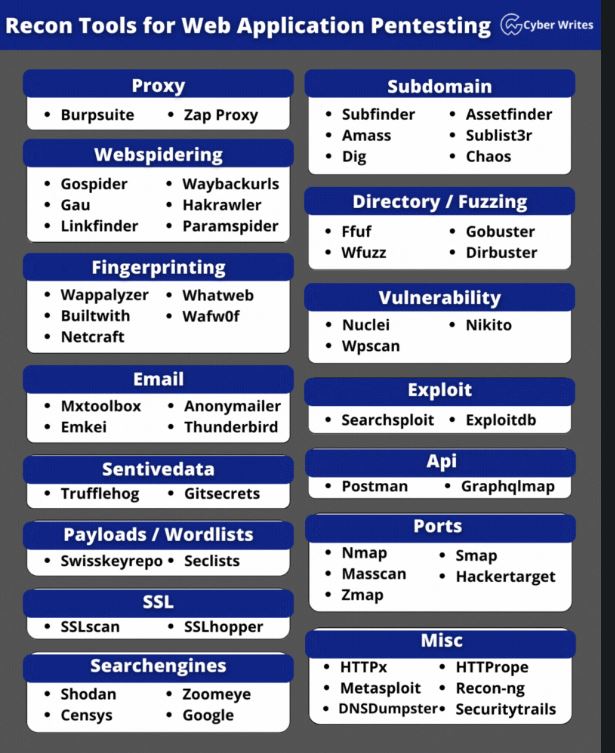 Recon Tools for Web Application Pentesting
Cyber Writes
Proxy
• Burpsuite • Zap Proxy
Webspidering
• Gospider • Waybackurls
• Gau • Hakrawler
• Linkfinder • Paramspider
Fingerprinting
• Wappalyzer • Whatweb
• Builtwith • Wafw0f
• Netcraft
Email
• Mxtoolbox • Anonymailer
• Emkei • Thunderbird
Sentivedata
• Trufflehog • Gitsecrets
Payloads / Wordlists
• Swisskeyrepo • Seclists
SSL
• SSLscan • SSLhopper
Searchengines
• Shodan • Zoomeye
• Censys • Google
Subdomain
• Subfinder • Assetfinder
• Amass • Sublist3r
• Dig • Chaos
Directory / Fuzzing
• Ffuf • Gobuster
• Wfuzz • Dirbuster
Vulnerability
• Nuclei • Nikito
• Wpscan
Exploit
• Searchsploit • Exploitdb
Api
• Postman • Graphqlmap
Ports
• Nmap • Smap
• Masscan • Hackertarget
• Zmap
Misc
• HTTPx • HTTPrope
• Metasploit • Recon-ng
• DNSDumpster • Securitytrails